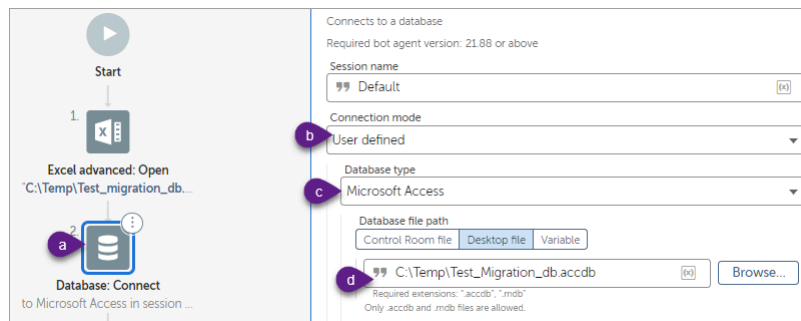 Start
1.
Excel advanced: Open
"C:\Temp\Test_migration_db....
2.
a
Database: Connect
to Microsoft Access in session ...
Connects to a database
Required bot agent version: 21.88 or above
Session name
Default
(x)
Connection mode
b
User defined
Database type
c
Microsoft Access
Database file path
Control Room file Desktop file Variable
d
C:\Temp\Test_Migration_db.accdb (x) Browse...
Required extensions: ".accdb", ".mdb"
Only .accdb and .mdb files are allowed.